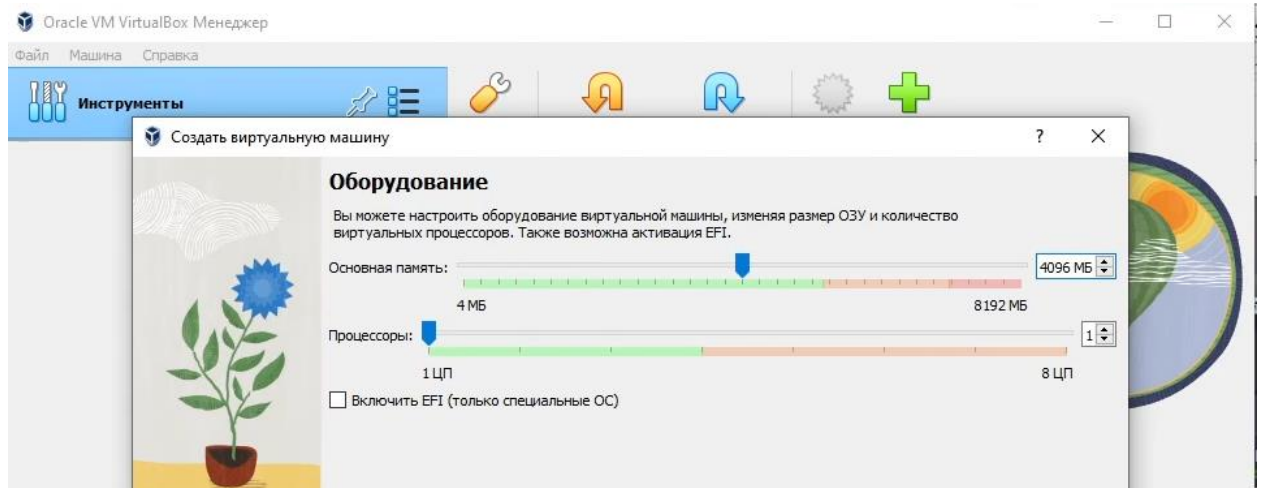 Oracle VM VirtualBox Менеджер
Файл Машина Справка
Инструменты
Создать виртуальную машину ?
Оборудование
Вы можете настроить оборудование виртуальной машины, изменяя размер ОЗУ и количество
виртуальных процессоров. Также возможна активация EFI.
Основная память: 4096 МБ
4 МБ 8192 МБ
Процессоры: 1
1 ЦП 8 ЦП
Включить EFI (только специальные ОС)